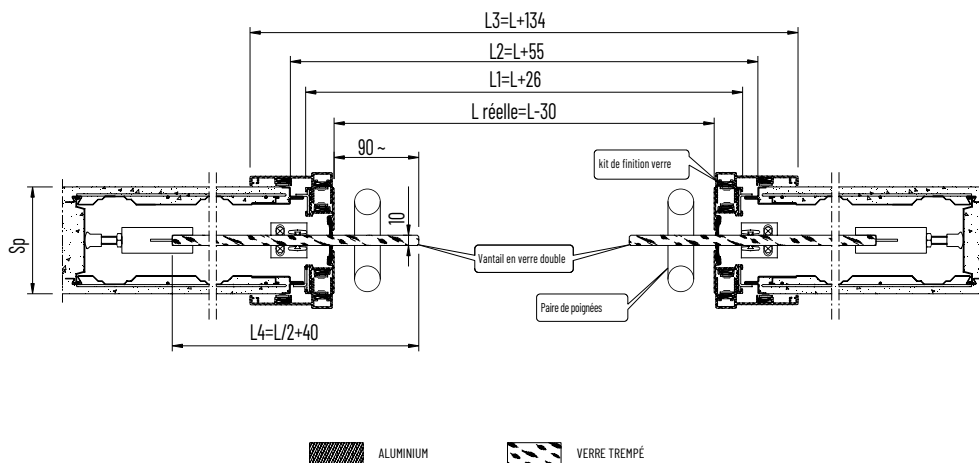 L3=L+134
L2=L+55
L1=L+26
L réelle=L-30
90 ~
kit de finition verre
10
Sp
Vantail en verre double
Paire de poignées
L4=L/2+40
ALUMINIUM
VERRE TREMPÉ